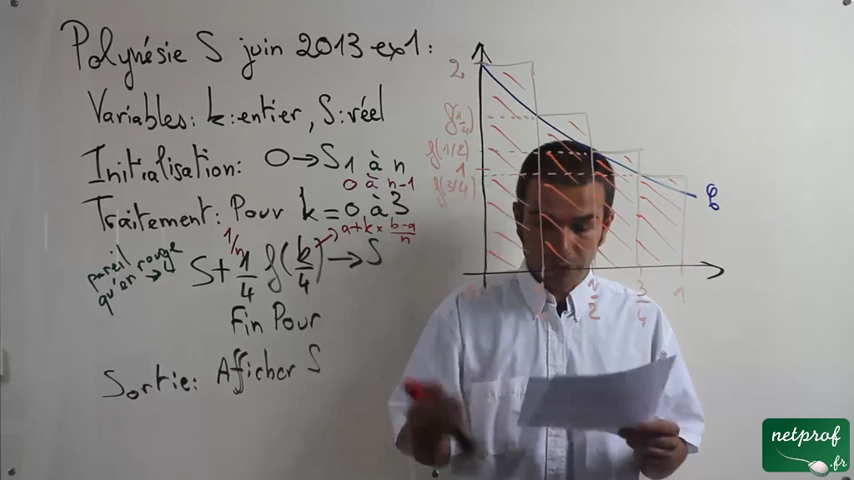 Polynésie S juin 2013 ex1:
Variables: k:entier, S:réel
Initialisation: 0→S
1 à n
0 à n-1
Traitement: Pour k = 0 à 3
1/n
a+k×(b-a)/n
pareil qu'en rouge →
S+1/4 f(k/4)→S
Fin Pour
Sortie: Afficher S
2
f(1/4)
f(1/2)
1
f(3/4)
1/2
3/4
1
netprof
.fr